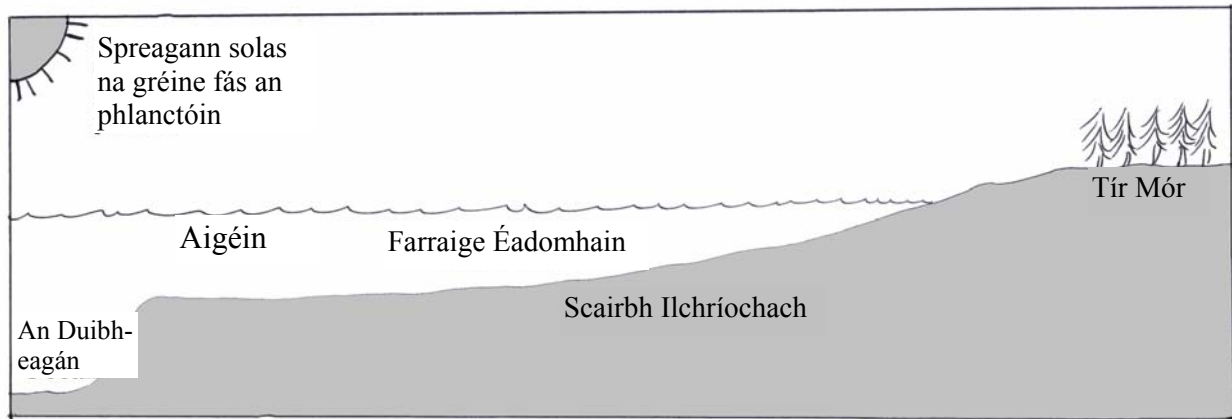 Spreagann solas
na gréine fás an
phlanctóin
Tír Mór
Aigéin
Farraige Éadomhain
Scairbh Ilchríochach
An Duibh-
eagán